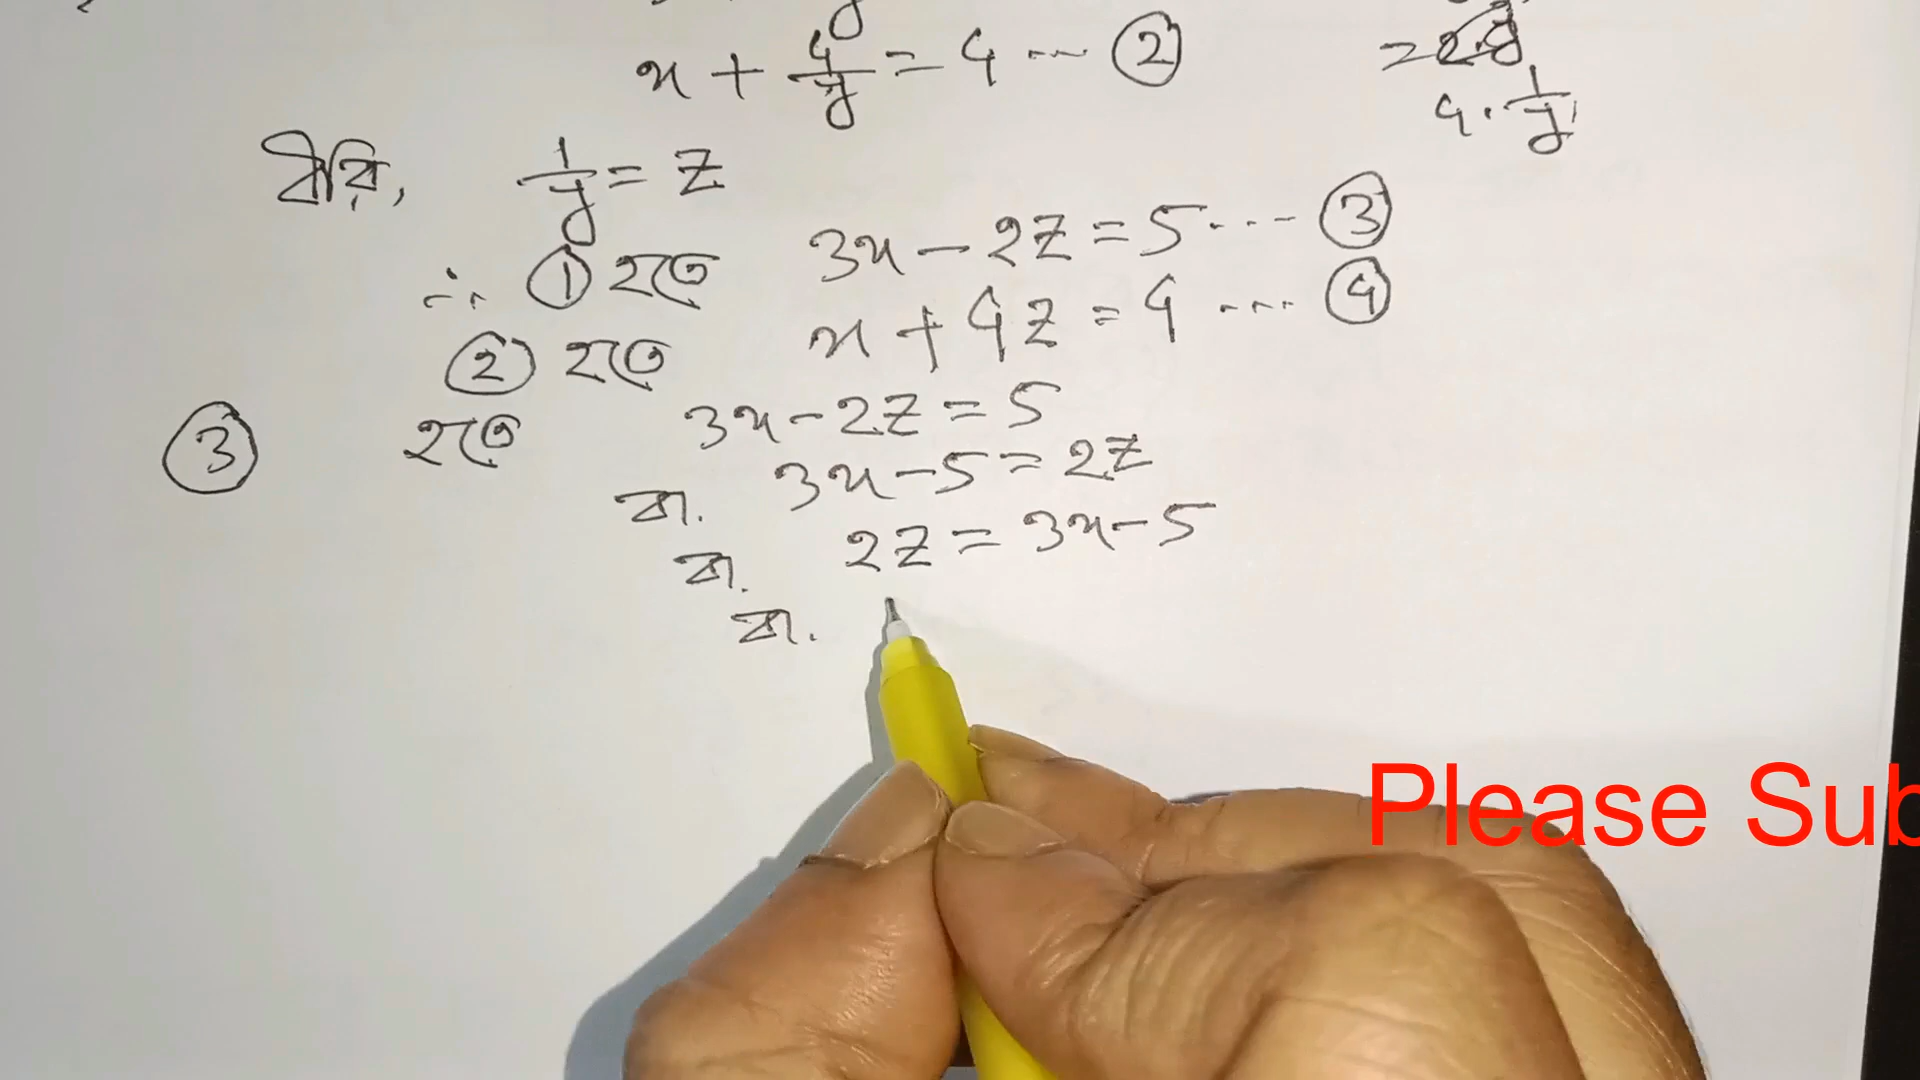 x + 4/y = 4 ... ②
= 2.y
4 . 1/y
ধরি, 1/y = z
∴ ① হতে 3x - 2z = 5 ... ③
② হতে x + 4z = 4 ... ④
③ হতে 3x - 2z = 5
বা. 3x - 5 = 2z
বা. 2z = 3x - 5
বা.
Please Sub